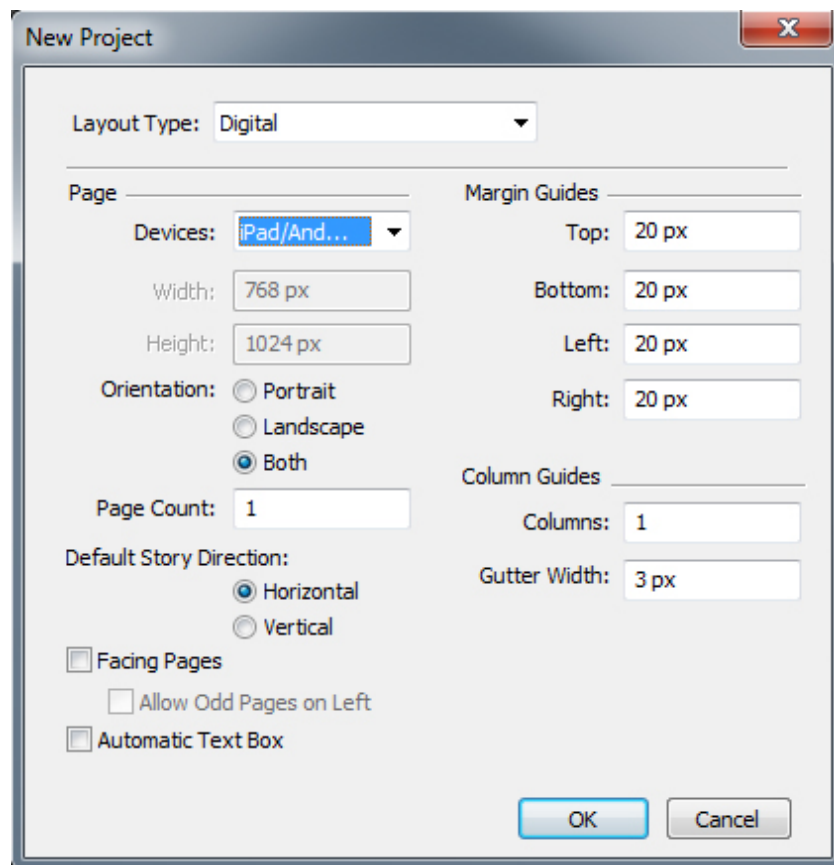 New Project
Layout Type: Digital
Page
Devices: iPad/And...
Width: 768 px
Height: 1024 px
Orientation: Portrait
Landscape
Both
Page Count: 1
Default Story Direction:
Horizontal
Vertical
Facing Pages
Allow Odd Pages on Left
Automatic Text Box
Margin Guides
Top: 20 px
Bottom: 20 px
Left: 20 px
Right: 20 px
Column Guides
Columns: 1
Gutter Width: 3 px
OK
Cancel